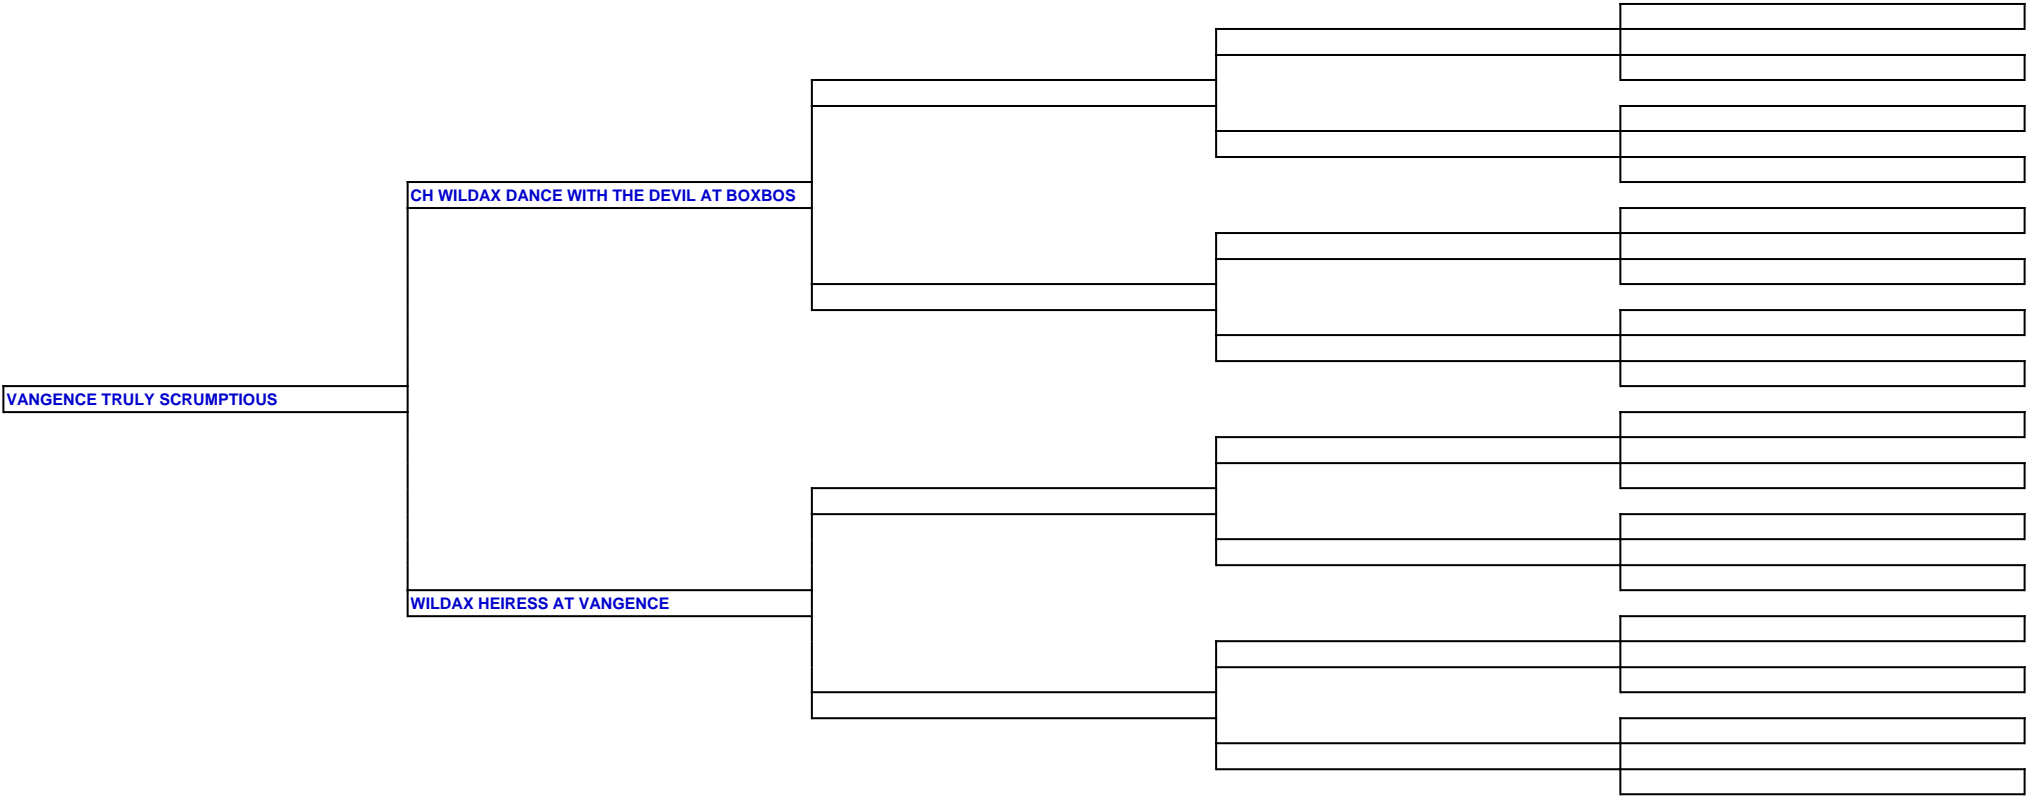 CH WILDAX DANCE WITH THE DEVIL AT BOXBOS
VANGENCE TRULY SCRUMPTIOUS
WILDAX HEIRESS AT VANGENCE